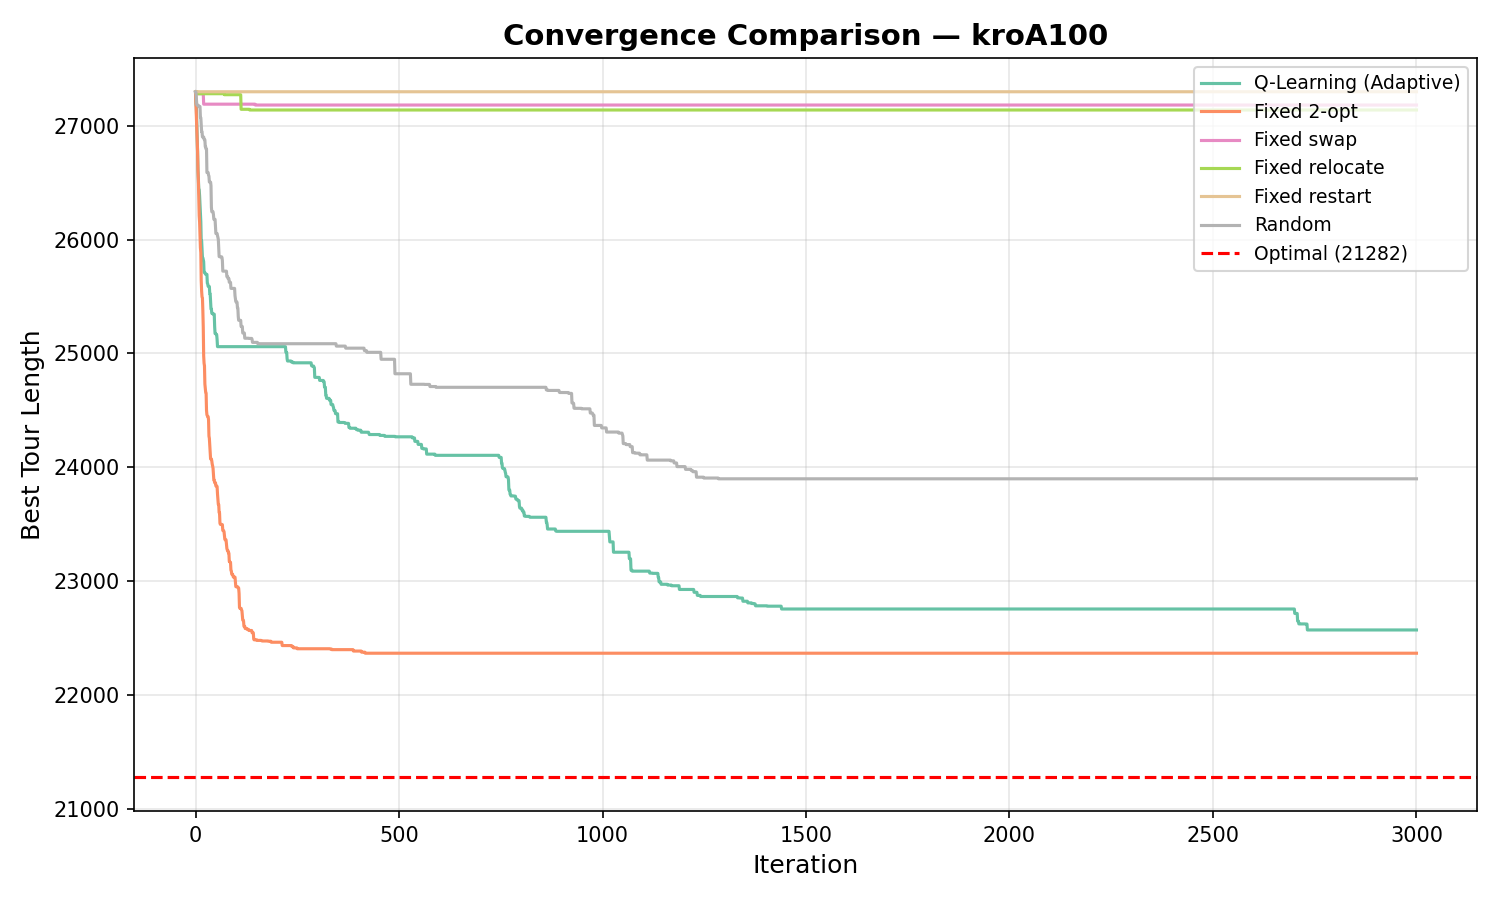 Convergence Comparison — kroA100
Q-Learning (Adaptive)
Fixed 2-opt
Fixed swap
Fixed relocate
Fixed restart
Random
Optimal (21282)
Best Tour Length
27000
26000
25000
24000
23000
22000
21000
0 500 1000 1500 2000 2500 3000
Iteration